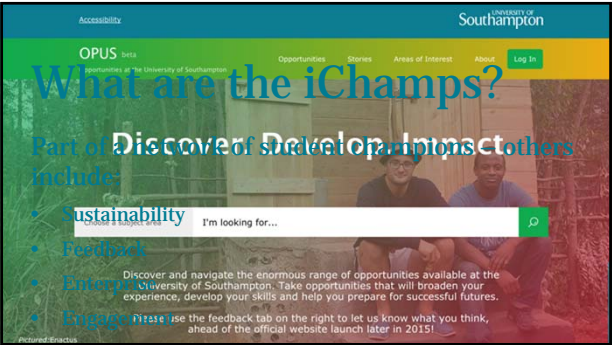 Accessibility
UNIVERSITY OF
Southampton
OPUS beta
Opportunities at the University of Southampton
Opportunities Stories Areas of Interest About Log In
What are the iChamps?
Discover. Develop. Impact.
Part of a network of student champions – others
include:
• Sustainability
Choose a subject area I'm looking for...
• Feedback
• Enterprise
• Engagement
Discover and navigate the enormous range of opportunities available at the
University of Southampton. Take opportunities that will broaden your
experience, develop your skills and help you prepare for successful futures.
Please use the feedback tab on the right to let us know what you think,
ahead of the official website launch later in 2015!
Pictured:Enactus